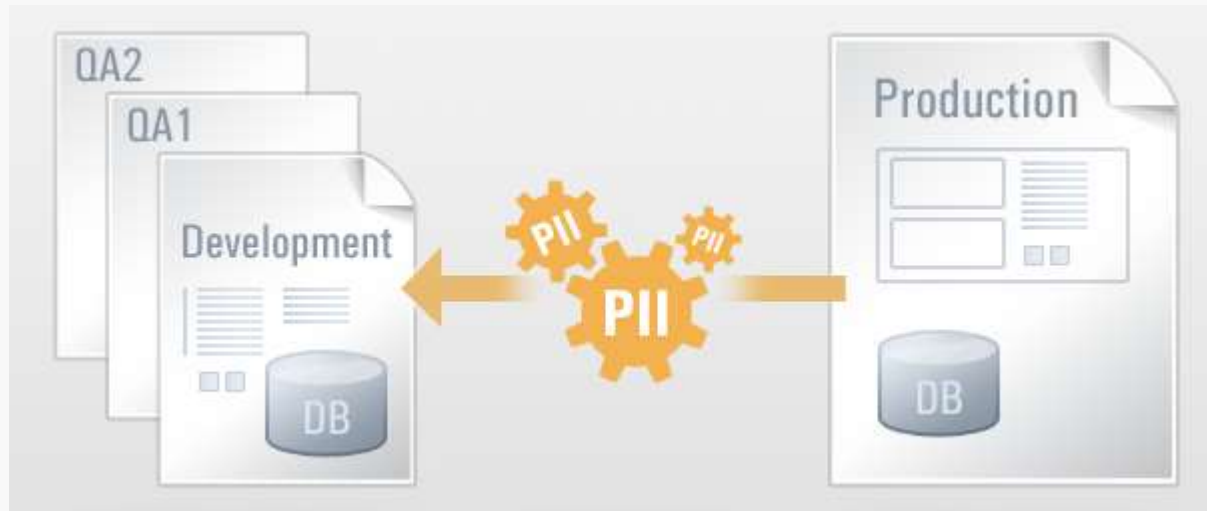 QA2
QA1
Development
DB
PII
PII
PII
Production
DB